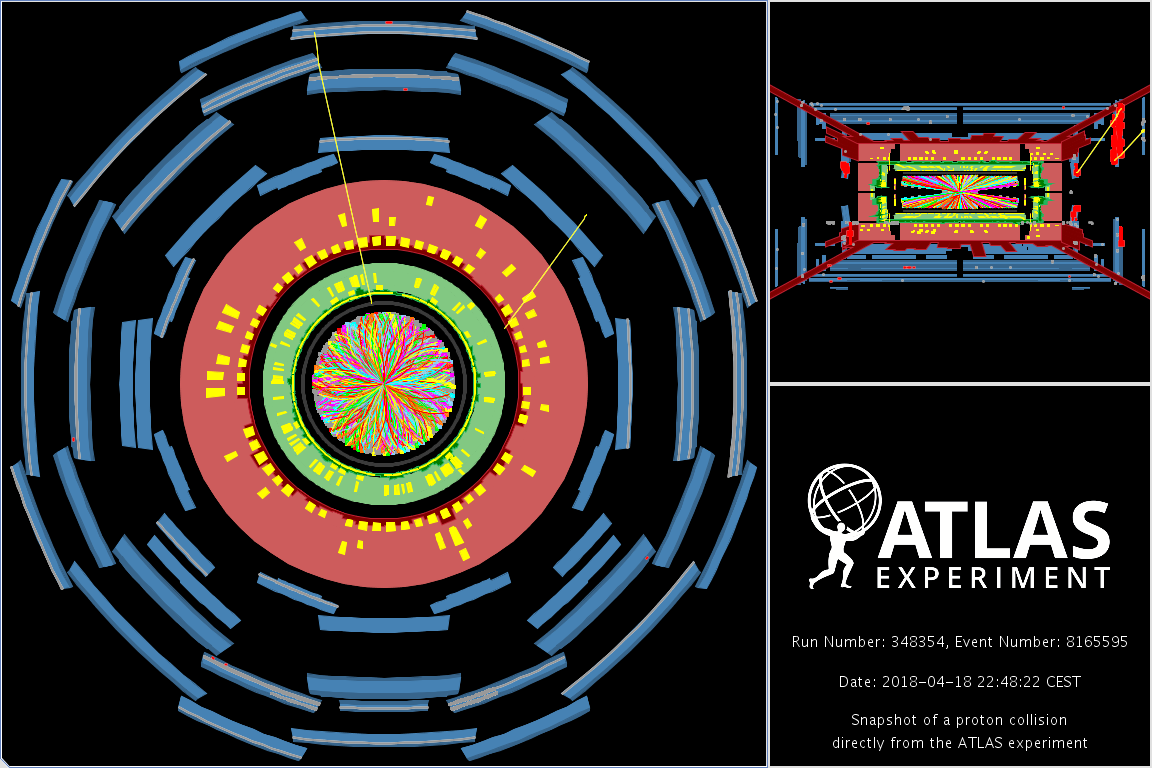 ATLAS
EXPERIMENT
Run Number: 348354, Event Number: 8165595
Date: 2018-04-18 22:48:22 CEST
Snapshot of a proton collision
directly from the ATLAS experiment